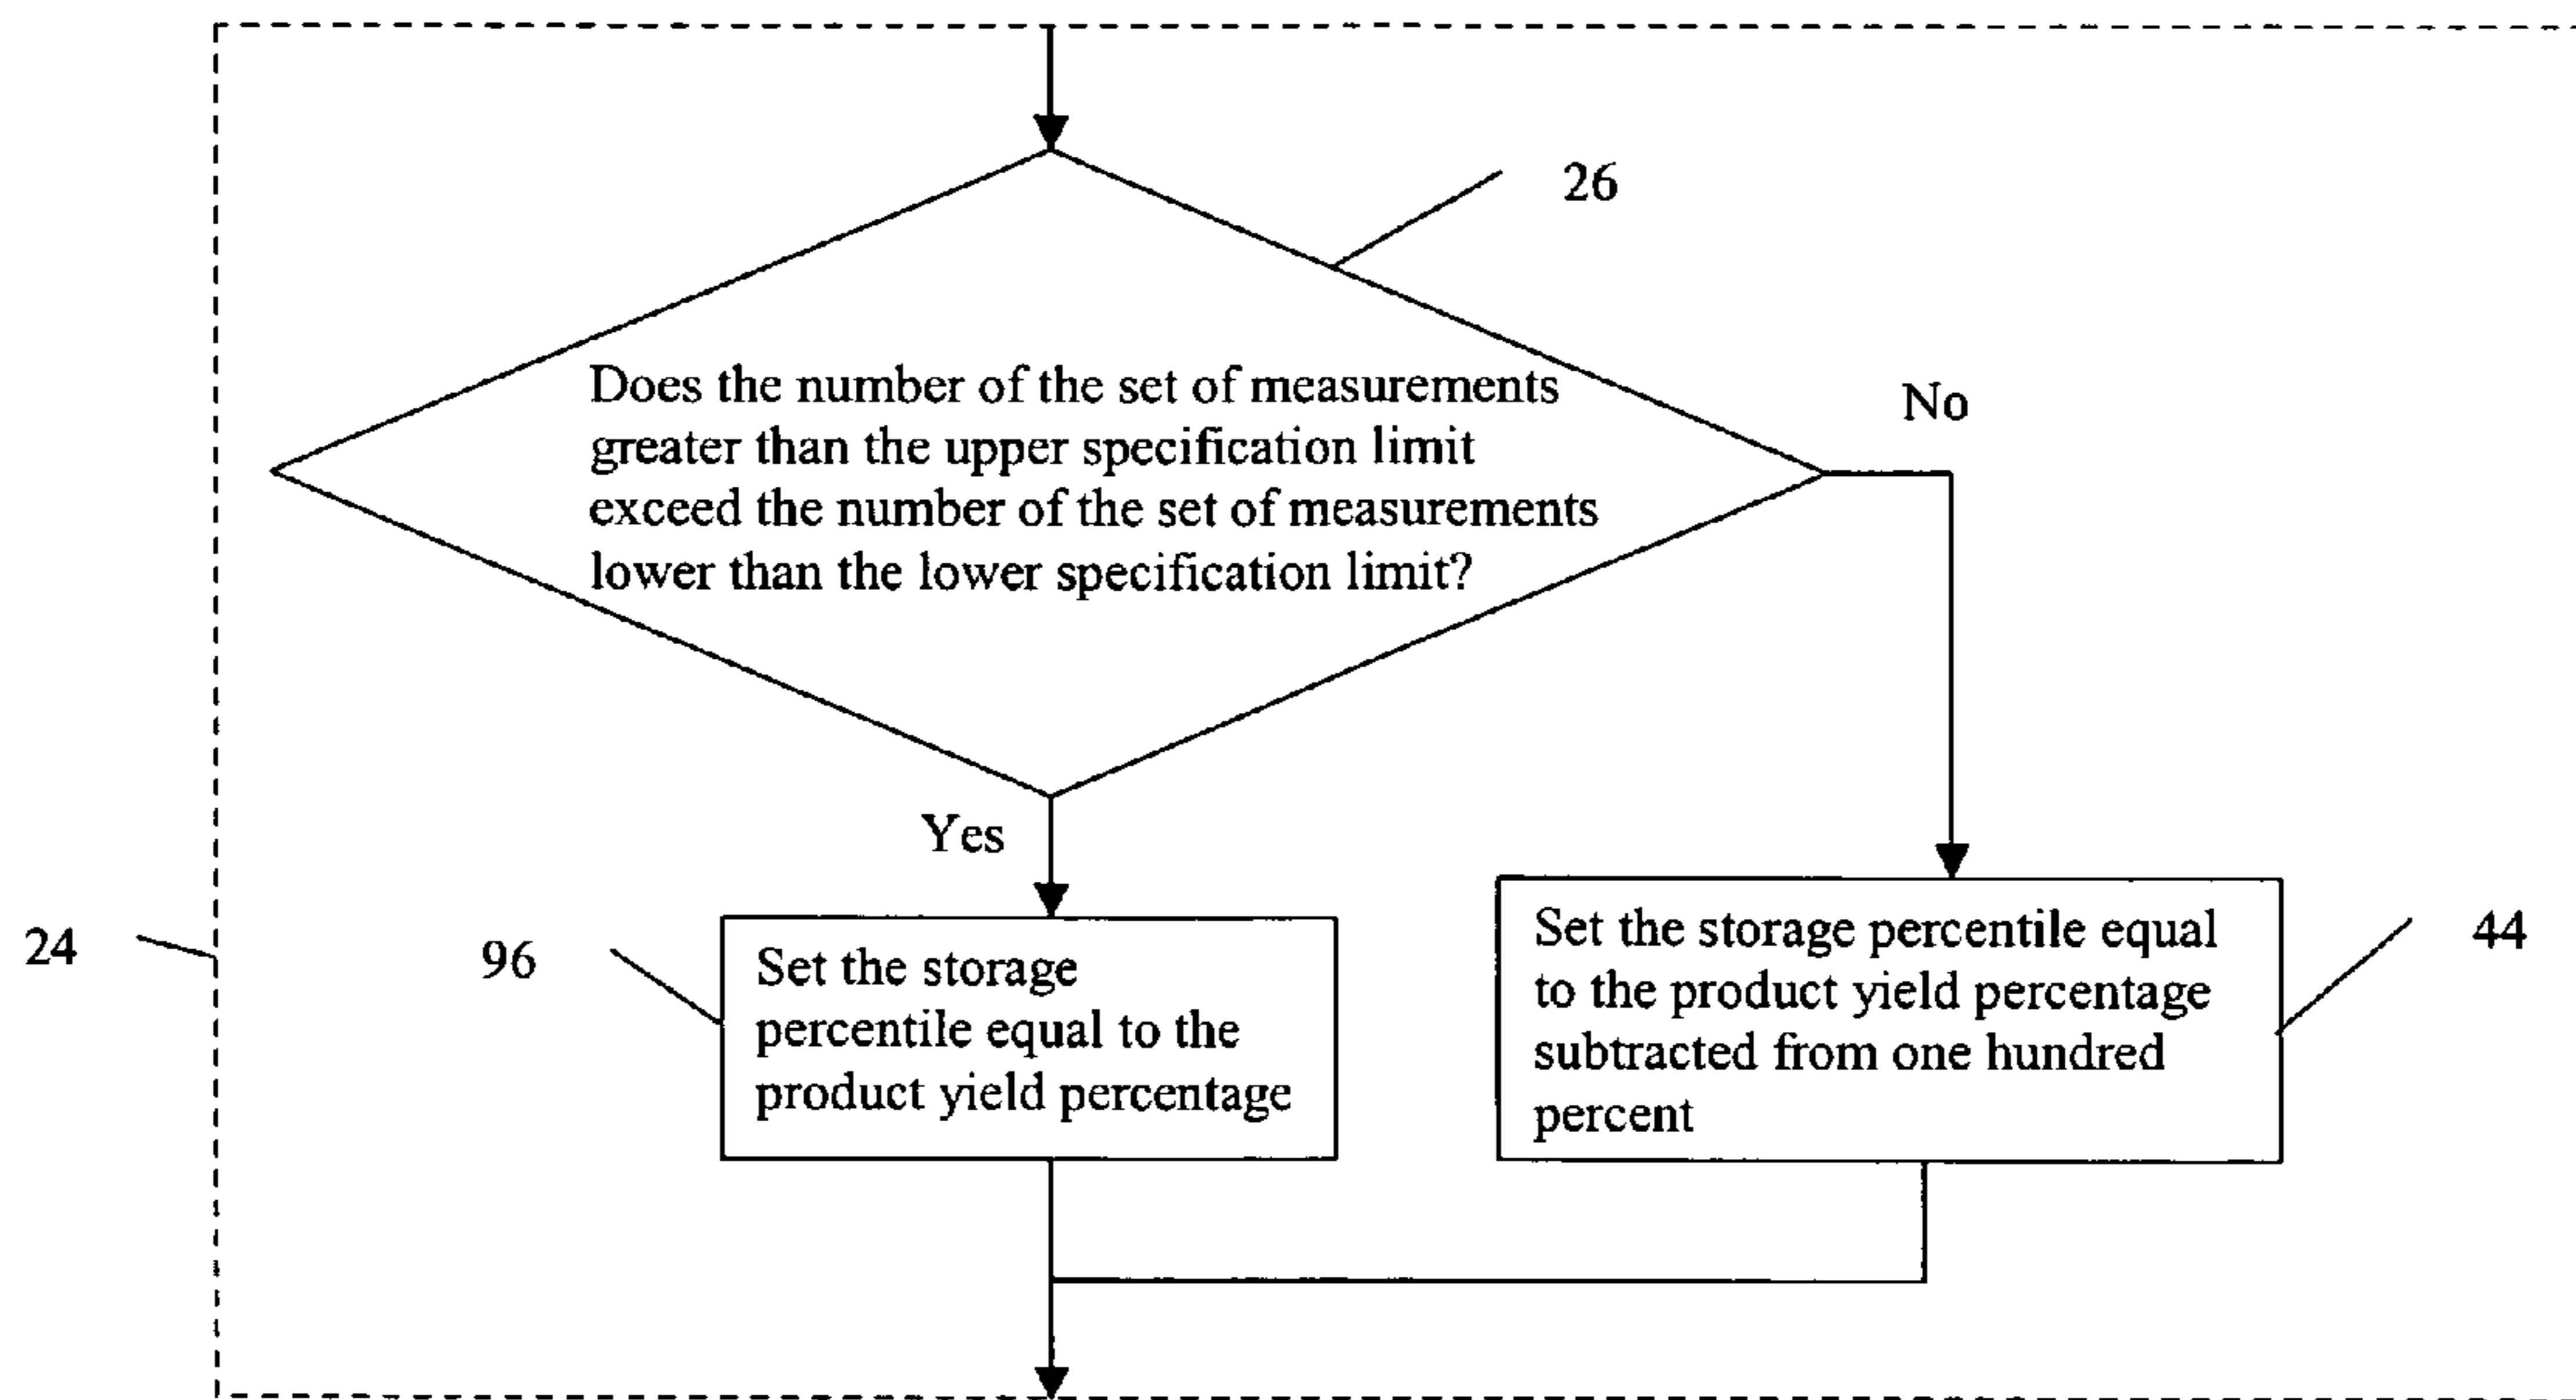 26
Does the number of the set of measurements
greater than the upper specification limit
exceed the number of the set of measurements
lower than the lower specification limit?
No
Yes
24
96
Set the storage
percentile equal to the
product yield percentage
Set the storage percentile equal
to the product yield percentage
subtracted from one hundred
percent
44